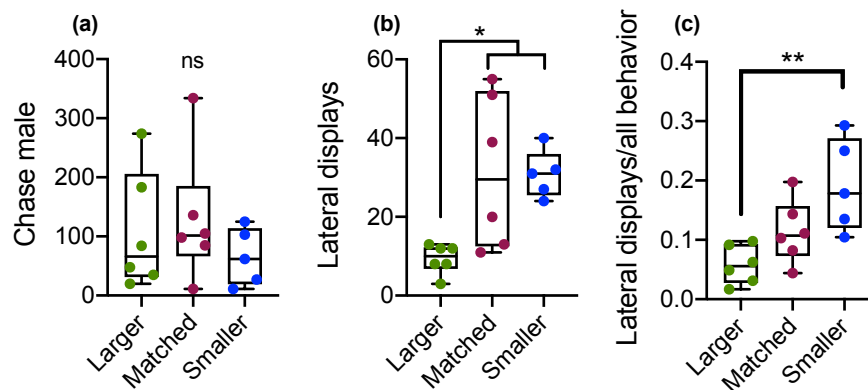 (a)
ns
Chase male
400
300
200
100
0
Larger
Matched
Smaller
(b)
*
Lateral displays
60
40
20
0
Larger
Matched
Smaller
(c)
**
Lateral displays/all behavior
0.4
0.3
0.2
0.1
0.0
Larger
Matched
Smaller